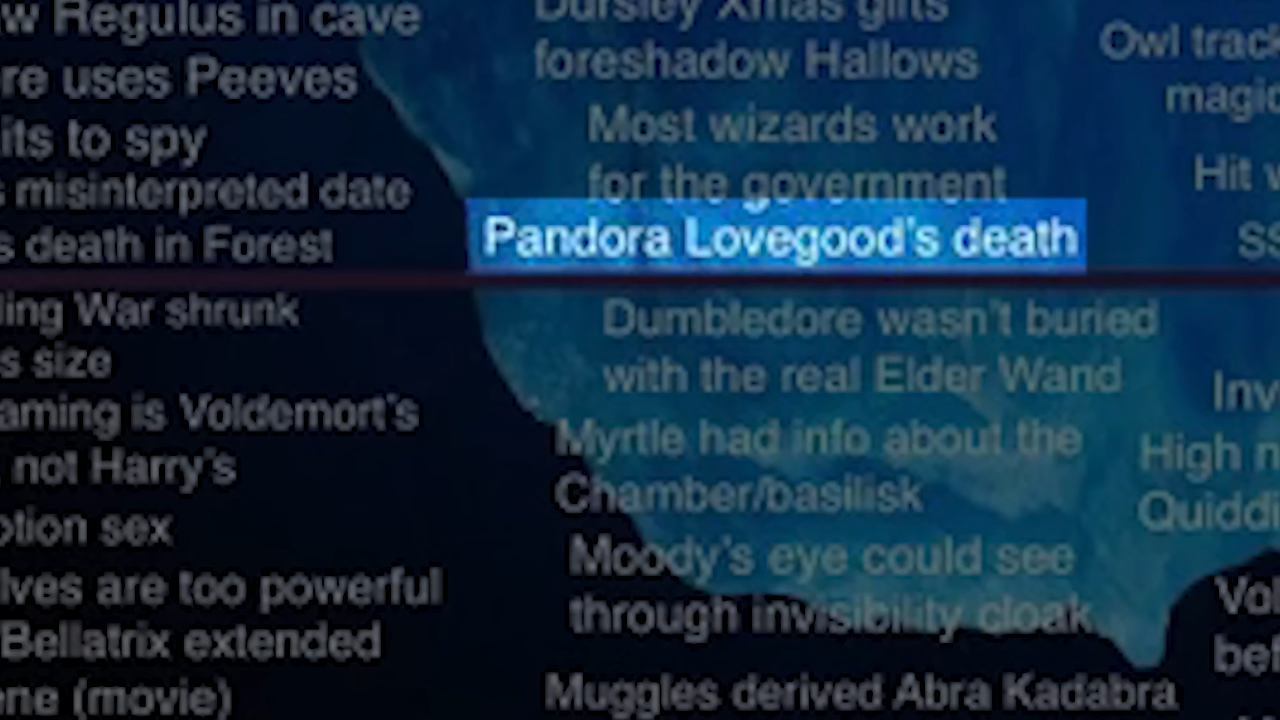 w Regulus in cave
re uses Peeves
its to spy
misinterpreted date
s death in Forest
ling War shrunk
s size
aming is Voldemort's
not Harry's
otion sex
lves are too powerful
Bellatrix extended
ene (movie)
Dursley Xmas gifts
foreshadow Hallows
Most wizards work
for the government
Pandora Lovegood's death
Dumbledore wasn't buried
with the real Elder Wand
Myrtle had info about the
Chamber/basilisk
Moody's eye could see
through invisibility cloak
Muggles derived Abra Kadabra
Owl track
magic
Hit w
SS
Inv
High n
Quiddi
Vol
bef